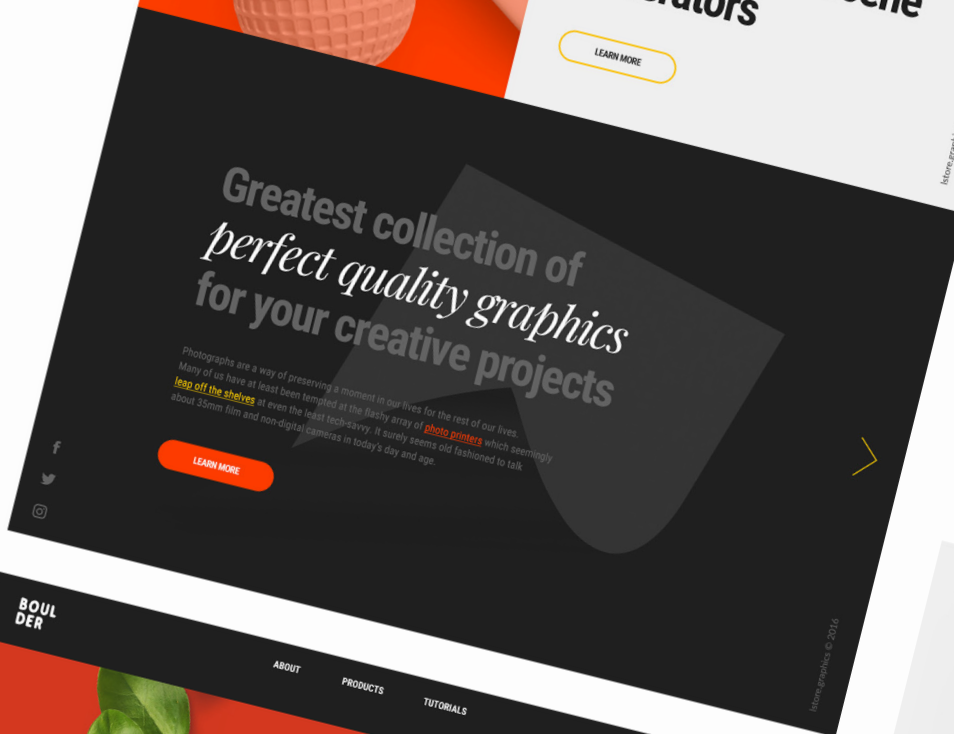 LEARN MORE
Greatest collection of
perfect quality graphics
for your creative projects
Photographs are a way of preserving a moment in our lives for the rest of our lives.
Many of us have at least been tempted at the flashy array of photo printers which seemingly
leap off the shelves at even the least tech-savvy. It surely seems old fashioned to talk
about 35mm film and non-digital cameras in today's day and age.
LEARN MORE
lstore.graphics © 2016
BOUL
DER
ABOUT
PRODUCTS
TUTORIALS